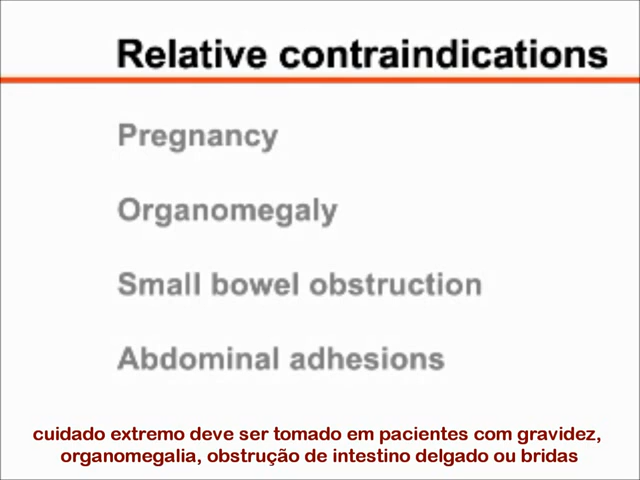 Relative contraindications
Pregnancy
Organomegaly
Small bowel obstruction
Abdominal adhesions
cuidado extremo deve ser tomado em pacientes com gravidez,
organomegalia, obstrução de intestino delgado ou bridas